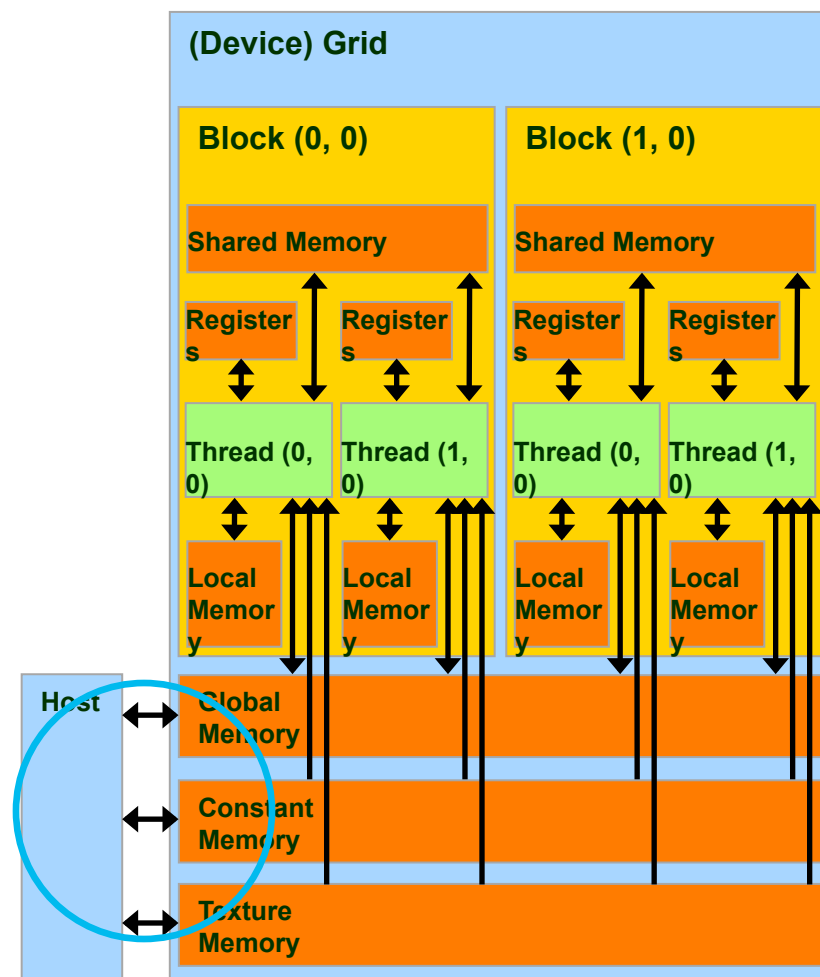 (Device) Grid
Block (0, 0)
Block (1, 0)
Shared Memory
Shared Memory
Register
s
Register
s
Register
s
Register
s
Thread (0,
0)
Thread (1,
0)
Thread (0,
0)
Thread (1,
0)
Local
Memor
y
Local
Memor
y
Local
Memor
y
Local
Memor
y
Host
Global
Memory
Constant
Memory
Texture
Memory